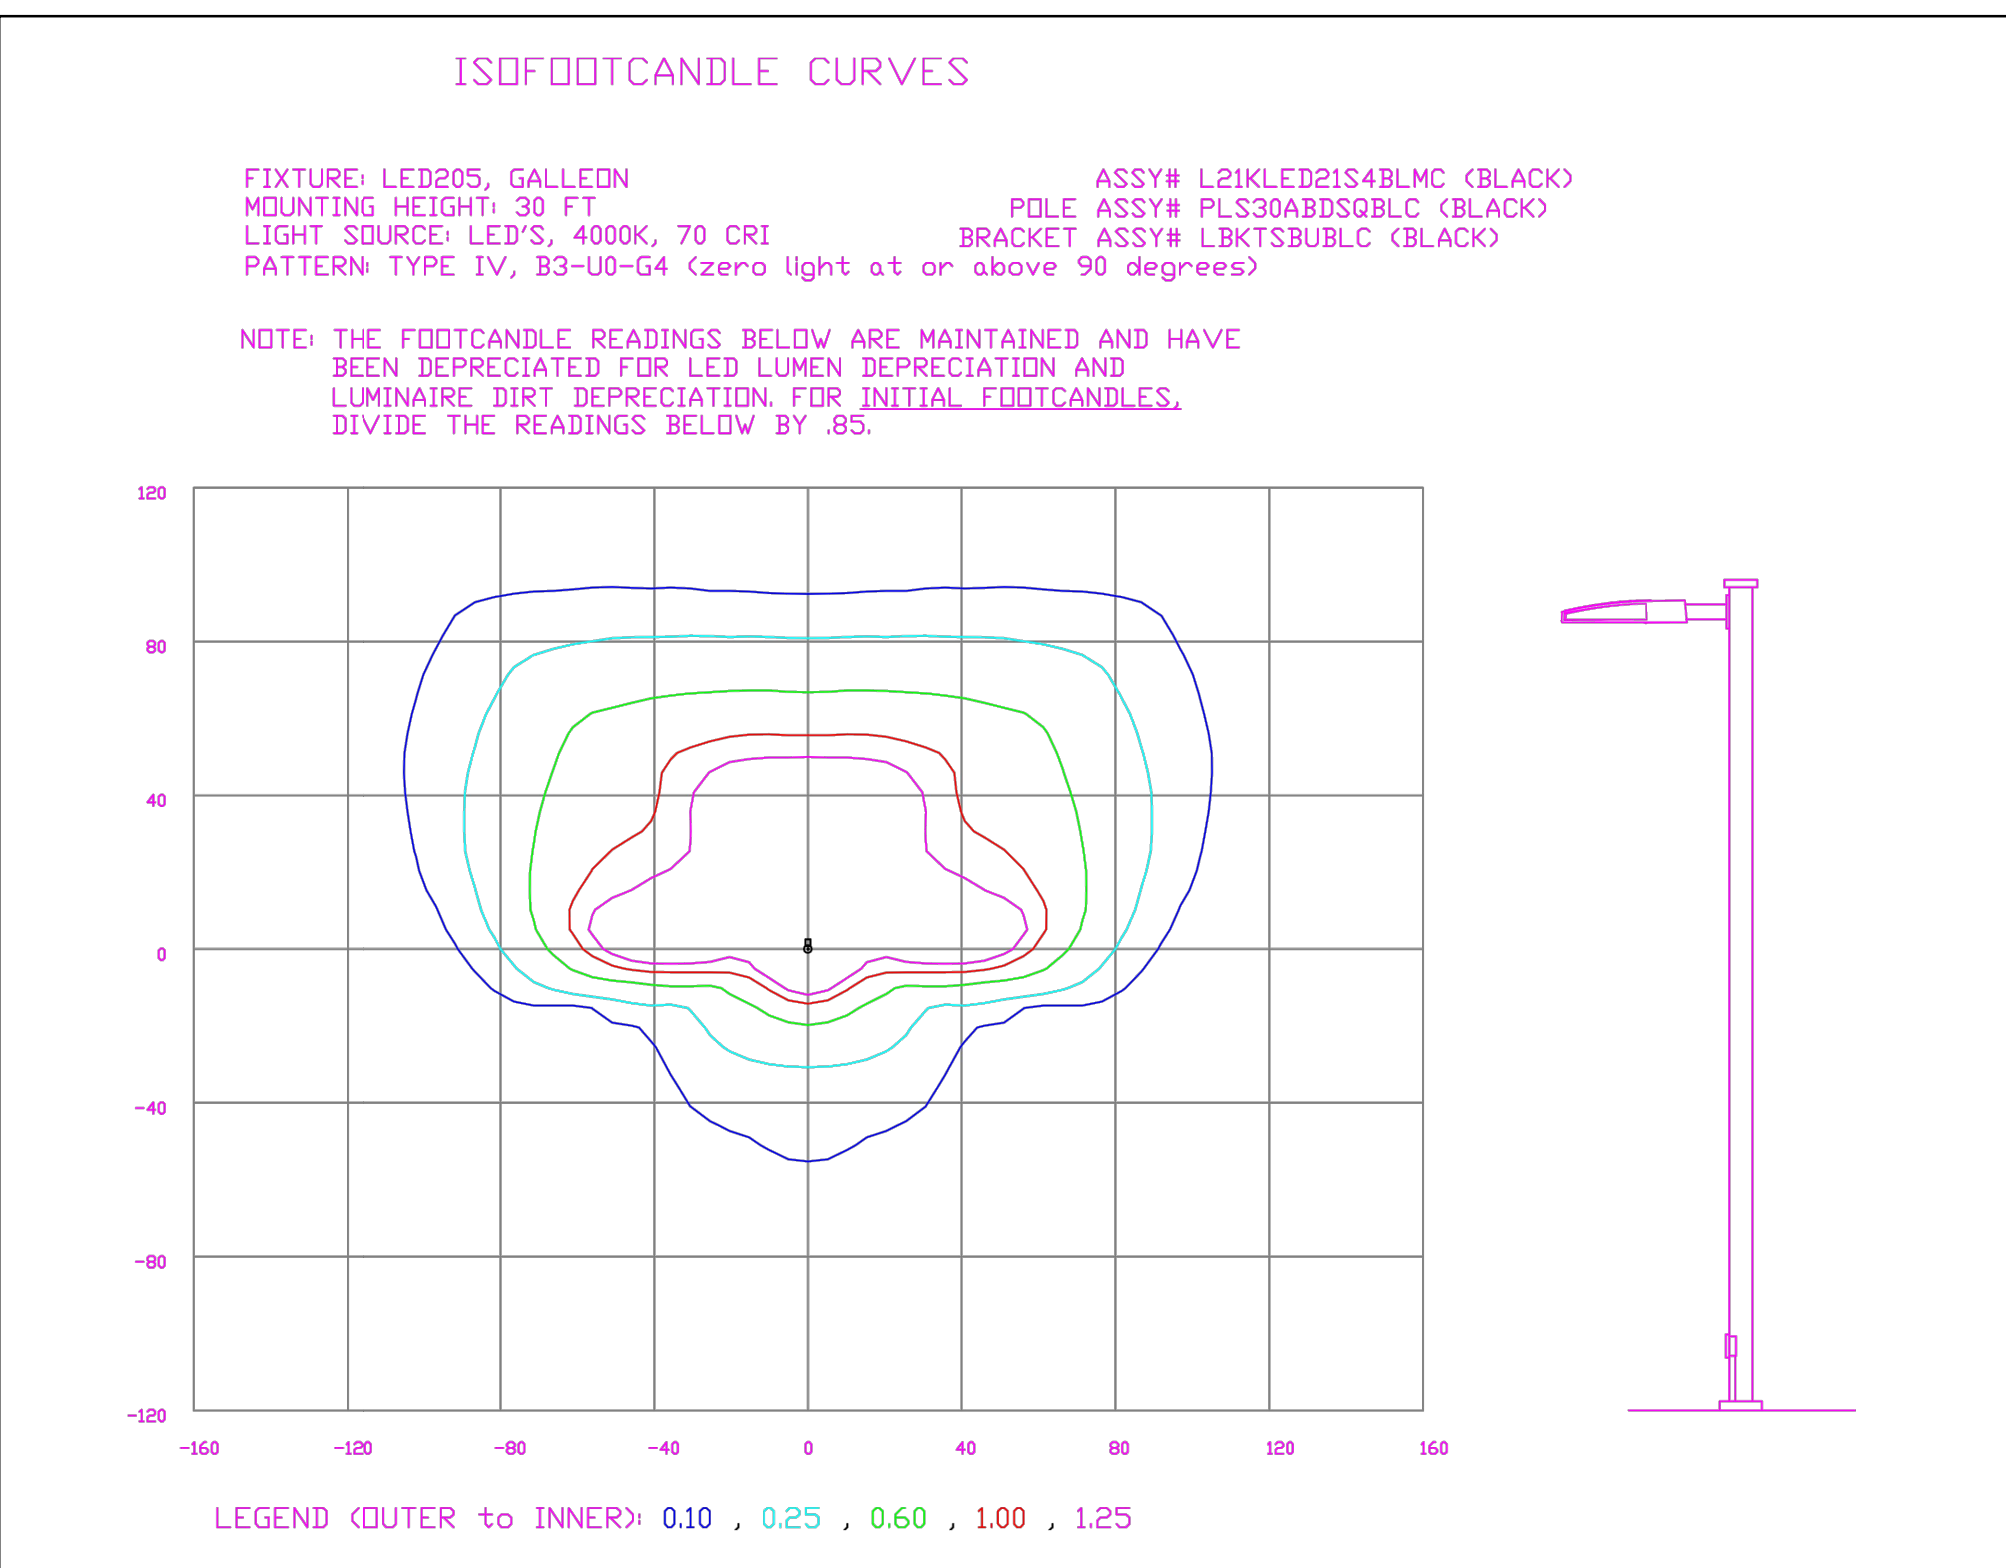 ISOFOOTCANDLE CURVES
FIXTURE: LED205, GALLEON
MOUNTING HEIGHT: 30 FT
LIGHT SOURCE: LED'S, 4000K, 70 CRI
PATTERN: TYPE IV, B3-U0-G4 (zero light at or above 90 degrees)
ASSY# L21KLED21S4BLMC (BLACK)
POLE ASSY# PLS30ABDSQBLC (BLACK)
BRACKET ASSY# LBKTSBUBLC (BLACK)
NOTE: THE FOOTCANDLE READINGS BELOW ARE MAINTAINED AND HAVE
BEEN DEPRECIATED FOR LED LUMEN DEPRECIATION AND
LUMINAIRE DIRT DEPRECIATION. FOR INITIAL FOOTCANDLES,
DIVIDE THE READINGS BELOW BY .85.
120
80
40
0
-40
-80
-120
-160 -120 -80 -40 0 40 80 120 160
LEGEND (OUTER to INNER): 0.10 , 0.25 , 0.60 , 1.00 , 1.25